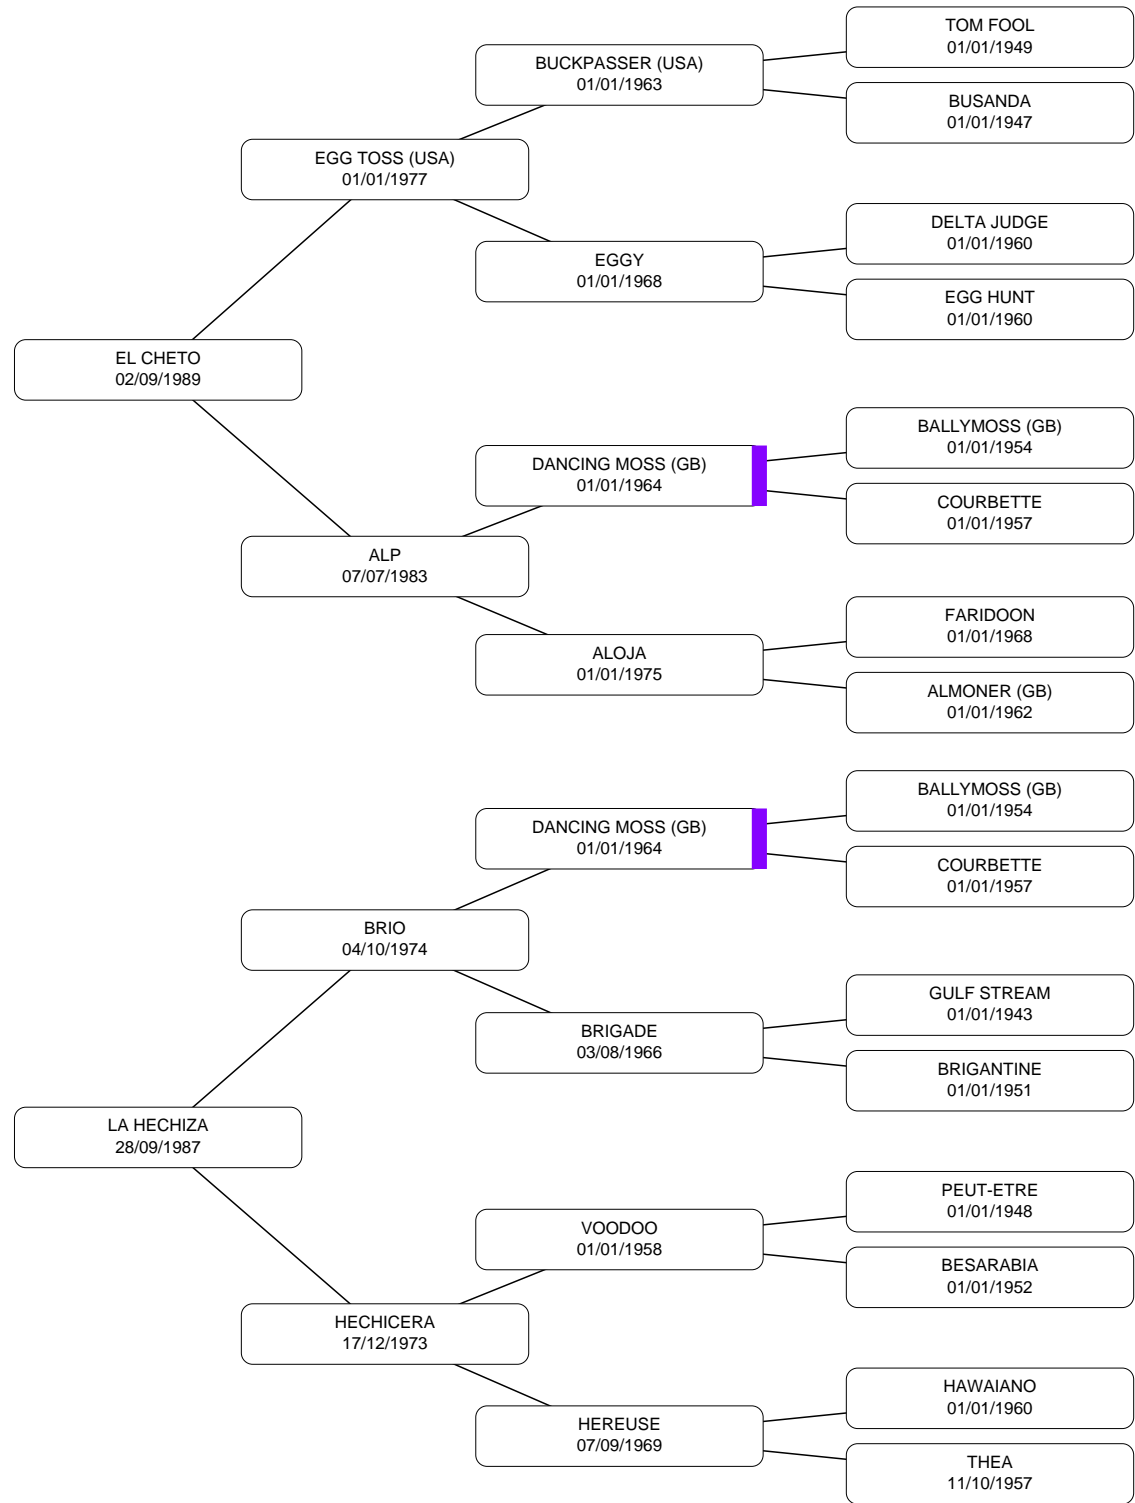 TOM FOOL
01/01/1949
BUCKPASSER (USA)
01/01/1963
BUSANDA
01/01/1947
EGG TOSS (USA)
01/01/1977
DELTA JUDGE
01/01/1960
EGGY
01/01/1968
EGG HUNT
01/01/1960
EL CHETO
02/09/1989
BALLYMOSS (GB)
01/01/1954
DANCING MOSS (GB)
01/01/1964
COURBETTE
01/01/1957
ALP
07/07/1983
FARIDOON
01/01/1968
ALOJA
01/01/1975
ALMONER (GB)
01/01/1962
BALLYMOSS (GB)
01/01/1954
DANCING MOSS (GB)
01/01/1964
COURBETTE
01/01/1957
BRIO
04/10/1974
GULF STREAM
01/01/1943
BRIGADE
03/08/1966
BRIGANTINE
01/01/1951
LA HECHIZA
28/09/1987
PEUT-ETRE
01/01/1948
VOODOO
01/01/1958
BESARABIA
01/01/1952
HECHICERA
17/12/1973
HAWAIANO
01/01/1960
HEREUSE
07/09/1969
THEA
11/10/1957